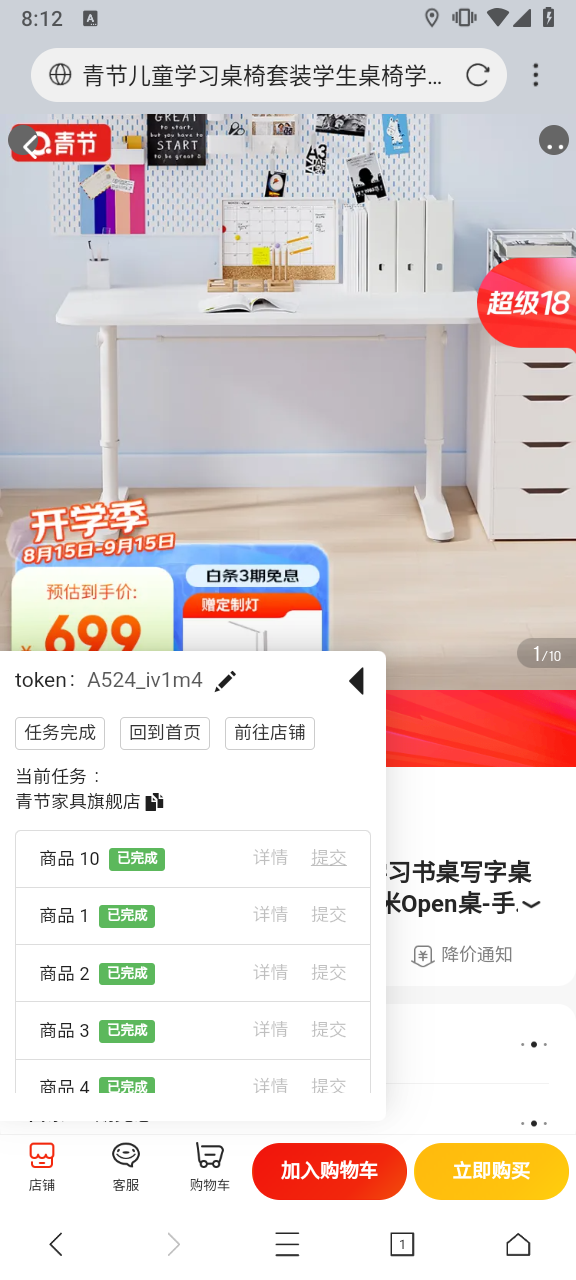 8:12
青节儿童学习桌椅套装学生桌椅学...
青节
GREAT
to start,
but you have to
START
to be great
超级18
开学季
8月15日-9月15日
预估到手价:
¥699
白条3期免息
赠定制灯
1/10
token: A524_iv1m4
任务完成 回到首页 前往店铺
当前任务：
青节家具旗舰店
商品 10 已完成 详情 提交
商品 1 已完成 详情 提交
商品 2 已完成 详情 提交
商品 3 已完成 详情 提交
商品 4 已完成 详情 提交
学习书桌写字桌
米Open桌-手.
降价通知
店铺 客服 购物车 加入购物车 立即购买
1